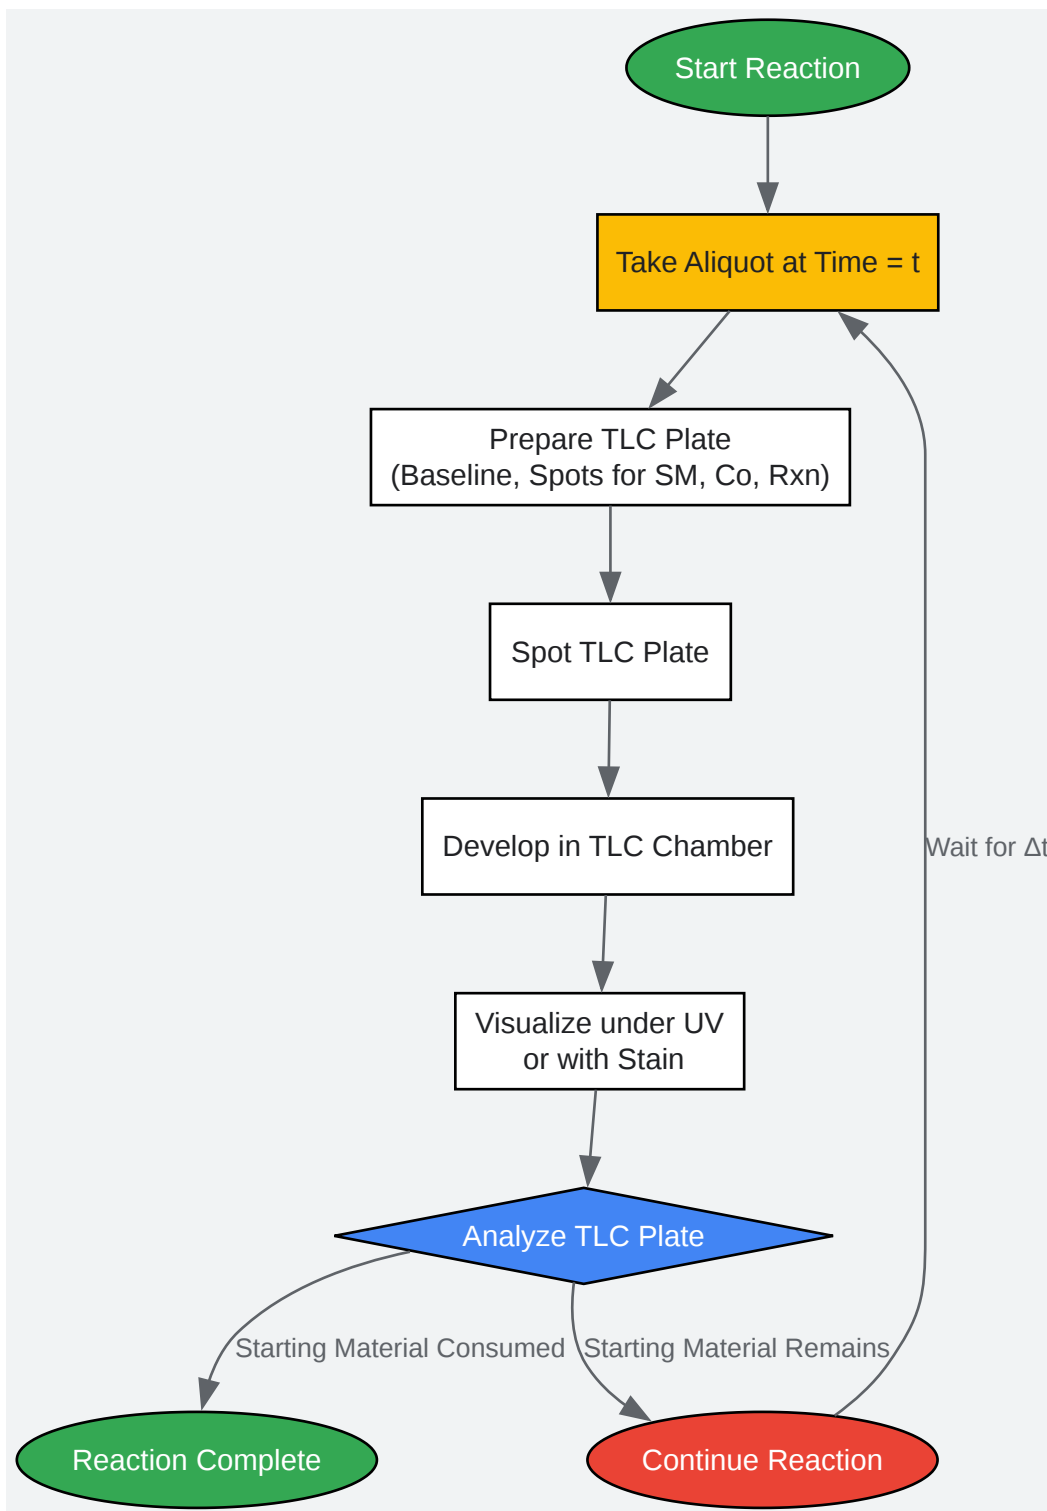 Start Reaction
Take Aliquot at Time = t
Prepare TLC Plate
(Baseline, Spots for SM, Co, Rxn)
Spot TLC Plate
Develop in TLC Chamber
Wait for Δt
Visualize under UV
or with Stain
Analyze TLC Plate
Starting Material Consumed
Starting Material Remains
Reaction Complete
Continue Reaction